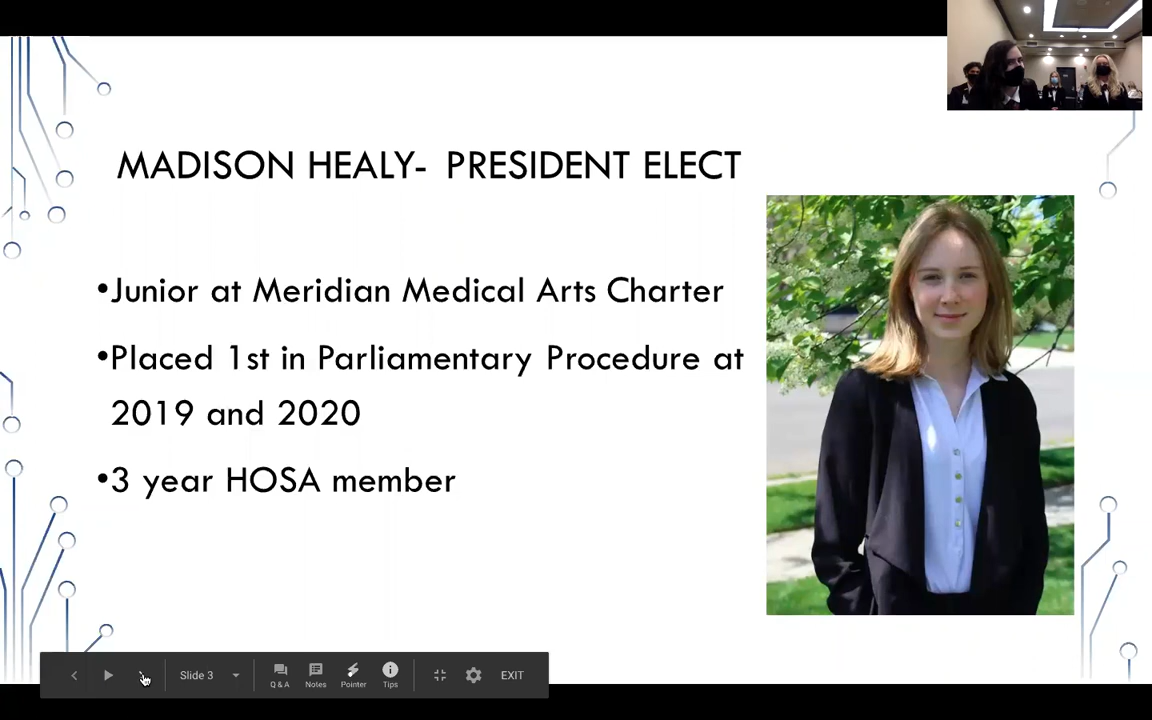 MADISON HEALY- PRESIDENT ELECT
•Junior at Meridian Medical Arts Charter
•Placed 1st in Parliamentary Procedure at
2019 and 2020
•3 year HOSA member
Slide 3
Q & A
Notes
Pointer
Tips
EXIT